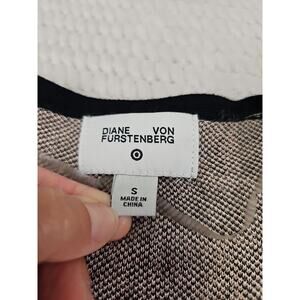 DIANE VON
FURSTENBERG
S
MADE IN
CHINA